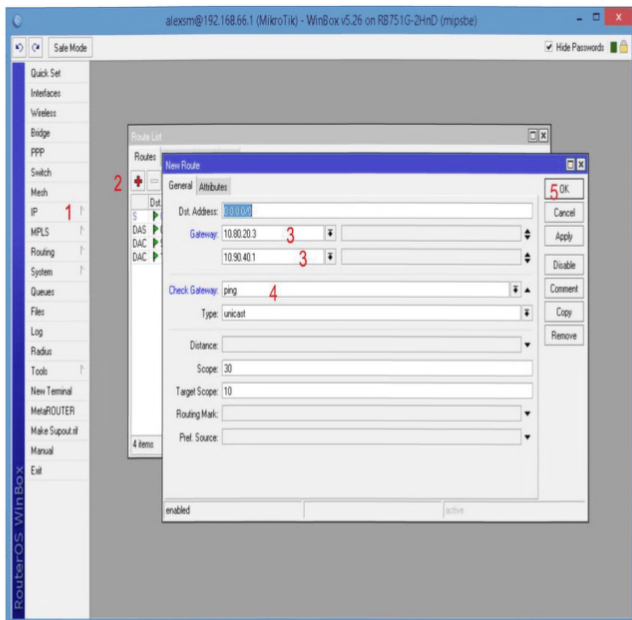 alexsm@192.168.66.1 (MikroTik) - WinBox v5.26 on RB751G-2HnD (mipsbe)
Safe Mode
Hide Passwords
Quick Set
Interfaces
Wireless
Bridge
PPP
Switch
Mesh
IP 1
MPLS
Routing
System
Queues
Files
Log
Radius
Tools
New Terminal
MetaROUTER
Make Supout.rif
Manual
Exit
RouterOS WinBox
Route List
Routes
2
Dst.
S
DAS
DAC
DAC
4 items
New Route
General Attributes
Dst. Address: 0.0.0.0/0
Gateway: 10.80.20.3 3
10.90.40.1 3
Check Gateway: ping 4
Type: unicast
Distance:
Scope: 30
Target Scope: 10
Routing Mark:
Pref. Source:
enabled
active
5 OK
Cancel
Apply
Disable
Comment
Copy
Remove